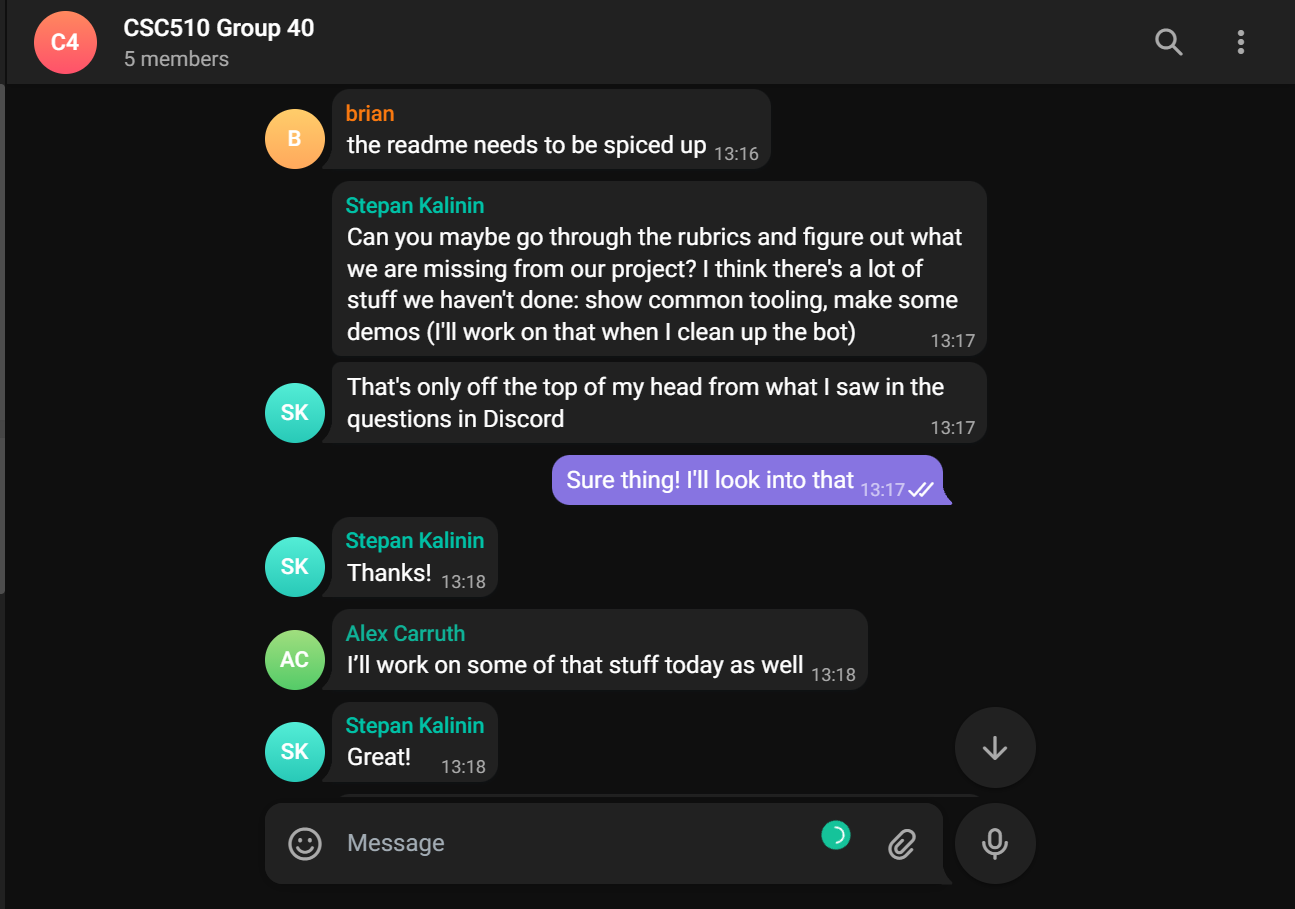 C4
CSC510 Group 40
5 members
brian
B
the readme needs to be spiced up 13:16
Stepan Kalinin
Can you maybe go through the rubrics and figure out what
we are missing from our project? I think there's a lot of
stuff we haven't done: show common tooling, make some
demos (I'll work on that when I clean up the bot) 13:17
That's only off the top of my head from what I saw in the
SK
questions in Discord 13:17
Sure thing! I'll look into that 13:17
Stepan Kalinin
SK
Thanks! 13:18
Alex Carruth
AC
I’ll work on some of that stuff today as well 13:18
Stepan Kalinin
SK
Great! 13:18
Message